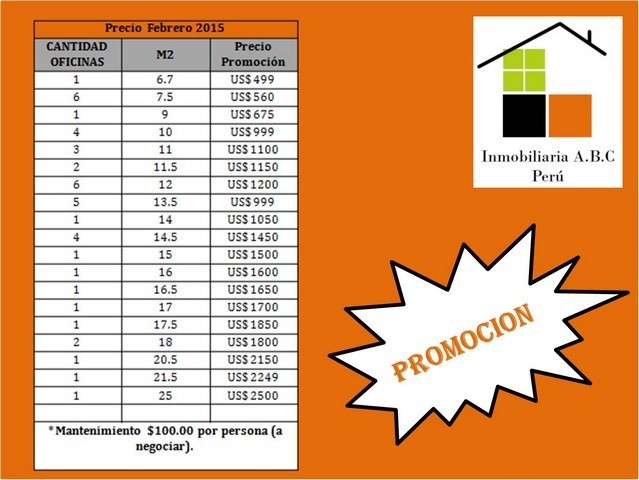 Precio Febrero 2015
CANTIDAD OFICINAS M2 Precio Promoción
1 6.7 US$ 499
6 7.5 US$ 560
1 9 US$ 675
4 10 US$ 999
3 11 US$ 1100
2 11.5 US$ 1150
6 12 US$ 1200
5 13.5 US$ 999
1 14 US$ 1050
4 14.5 US$ 1450
1 15 US$ 1500
1 16 US$ 1600
1 16.5 US$ 1650
1 17 US$ 1700
1 17.5 US$ 1850
2 18 US$ 1800
1 20.5 US$ 2150
1 21.5 US$ 2249
1 25 US$ 2500
*Mantenimiento $100.00 por persona (a
negociar).
Inmobiliaria A.B.C
Perú
PROMOCION